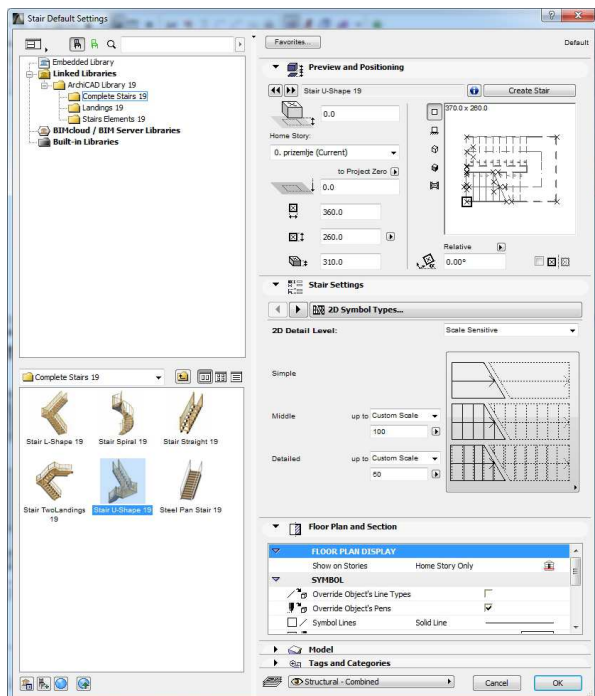 Stair Default Settings
Favorites...
Default
Embedded Library
Linked Libraries
ArchiCAD Library 19
Complete Stairs 19
Landings 19
Stairs Elements 19
BIMcloud / BIM Server Libraries
Built-in Libraries
Preview and Positioning
Stair U-Shape 19
Create Stair
0.0
370.0 x 260.0
Home Story:
0. prizemlje (Current)
to Project Zero
0.0
360.0
260.0
310.0
Relative
0.00°
Stair Settings
2D Symbol Types...
2D Detail Level:
Scale Sensitive
Simple
Middle
up to Custom Scale
100
Detailed
up to Custom Scale
50
Complete Stairs 19
Stair L-Shape 19
Stair Spiral 19
Stair Straight 19
Stair TwoLandings 19
Stair U-Shape 19
Steel Pan Stair 19
Floor Plan and Section
FLOOR PLAN DISPLAY
Show on Stories
Home Story Only
SYMBOL
Override Object's Line Types
Override Object's Pens
Symbol Lines
Solid Line
Model
Tags and Categories
Structural - Combined
Cancel
OK